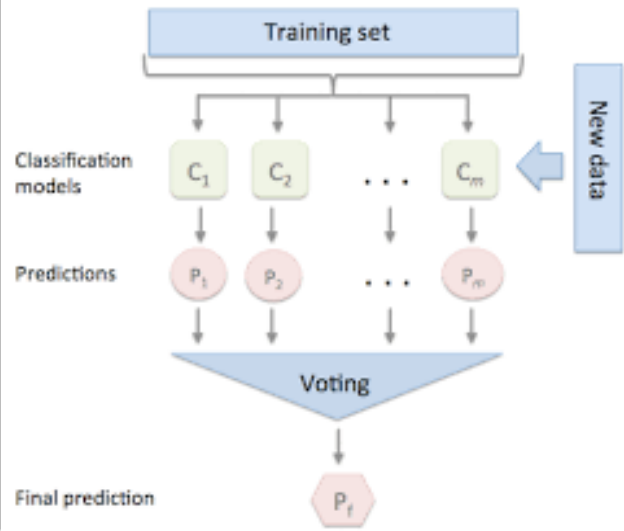 Training set
New data
Classification
models
C1 C2 . . . Cm
Predictions
P1 P2 . . . Pm
Voting
Final prediction
Pf